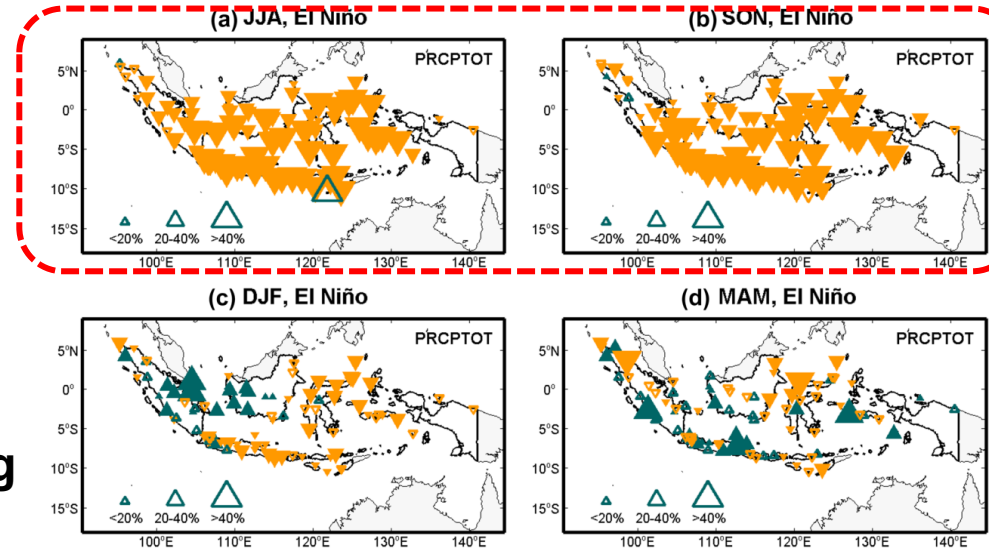 (a) JJA, El Niño
(b) SON, El Niño
PRCPTOT
PRCPTOT
5°N
0°
5°S
10°S
15°S
<20% 20-40% >40%
100°E 110°E 120°E 130°E 140°E
5°N
0°
5°S
10°S
15°S
<20% 20-40% >40%
100°E 110°E 120°E 130°E 140°E
(c) DJF, El Niño
(d) MAM, El Niño
PRCPTOT
PRCPTOT
5°N
0°
5°S
10°S
15°S
<20% 20-40% >40%
100°E 110°E 120°E 130°E 140°E
5°N
0°
5°S
10°S
15°S
<20% 20-40% >40%
100°E 110°E 120°E 130°E 140°E
g